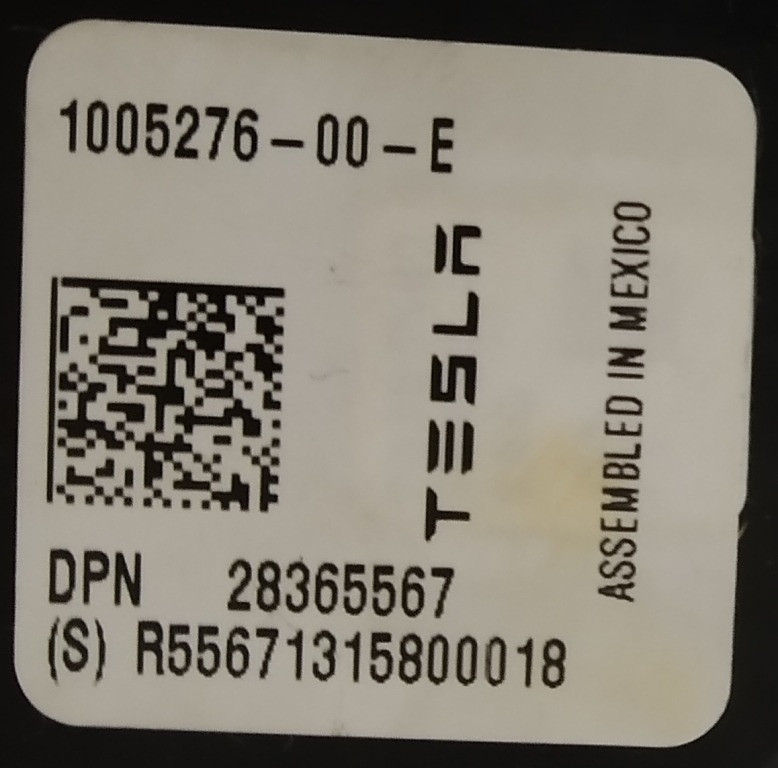 1005276-00-E
TESLA
ASSEMBLED IN MEXICO
DPN 28365567
(S) R55671315800018